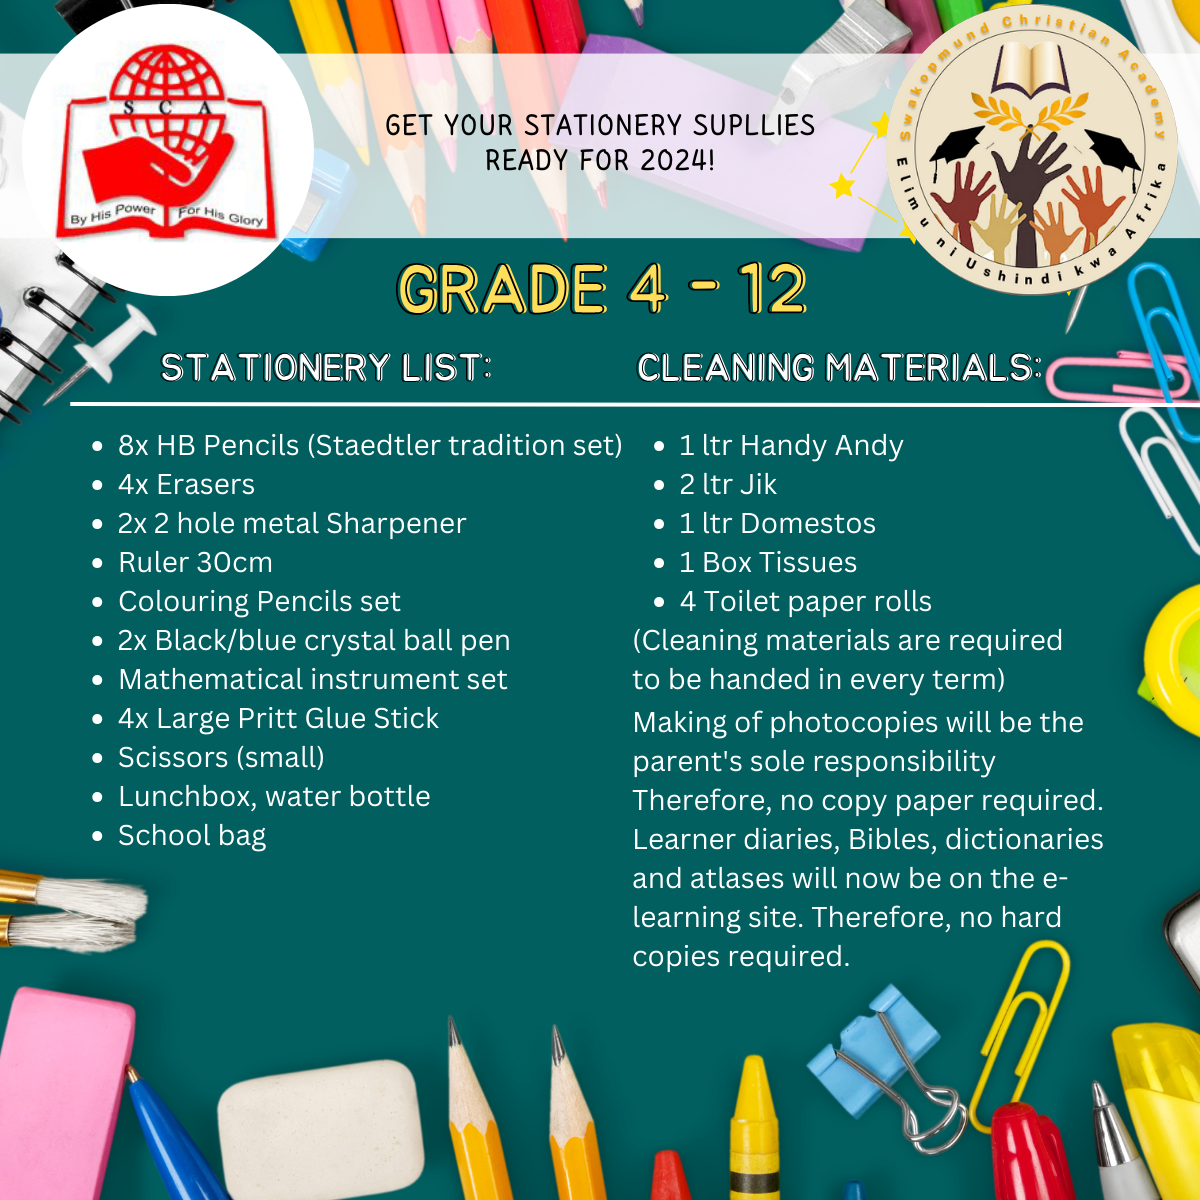 S C A
By His Power For His Glory
GET YOUR STATIONERY SUPLLIES
READY FOR 2024!
Swakopmund Christian Academy
Elimu ni Ushindi kwa Afrika
GRADE 4 - 12
STATIONERY LIST:
8x HB Pencils (Staedtler tradition set)
4x Erasers
2x 2 hole metal Sharpener
Ruler 30cm
Colouring Pencils set
2x Black/blue crystal ball pen
Mathematical instrument set
4x Large Pritt Glue Stick
Scissors (small)
Lunchbox, water bottle
School bag
CLEANING MATERIALS:
1 ltr Handy Andy
2 ltr Jik
1 ltr Domestos
1 Box Tissues
4 Toilet paper rolls
(Cleaning materials are required
to be handed in every term)
Making of photocopies will be the
parent's sole responsibility
Therefore, no copy paper required.
Learner diaries, Bibles, dictionaries
and atlases will now be on the e-
learning site. Therefore, no hard
copies required.